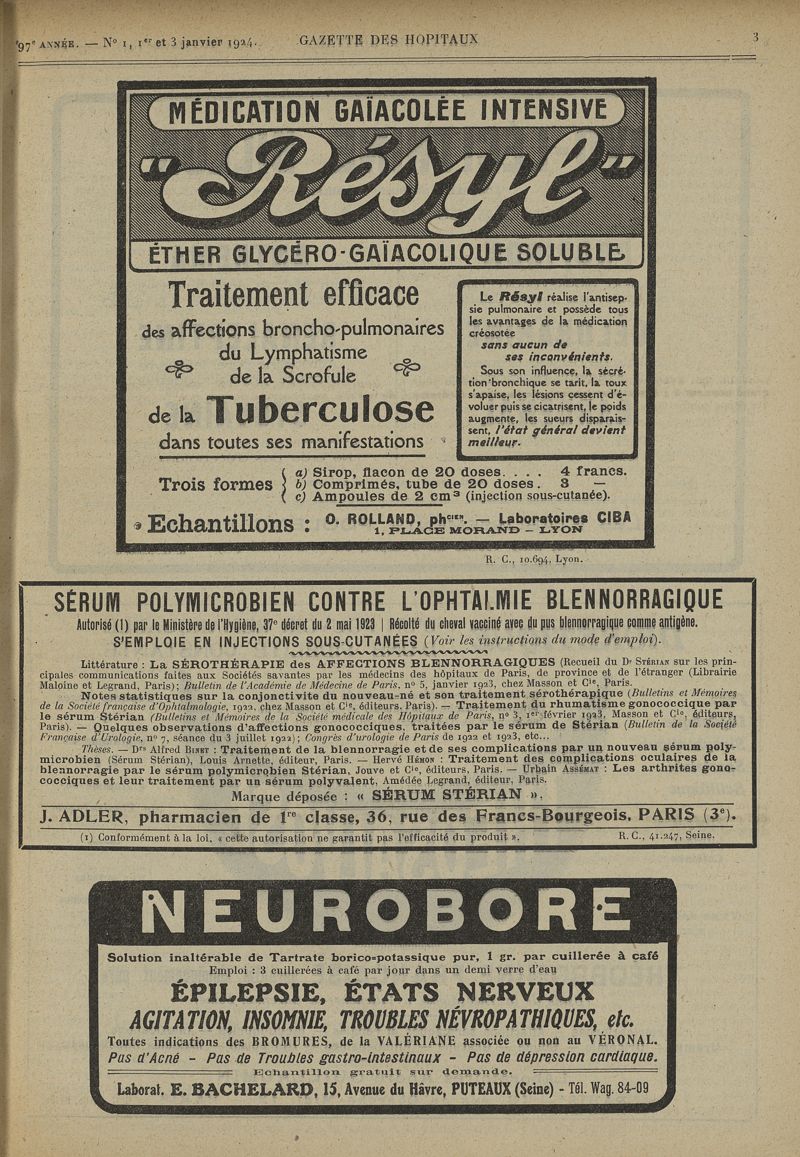 97e ANNÉE. — No 1, 1er et 3 janvier 1924.
GAZETTE DES HOPITAUX
3
MÉDICATION GAÏACOLÉE INTENSIVE
"Résyl"
ÉTHER GLYCÉRO-GAÏACOLIQUE SOLUBLE
Traitement efficace
des affections broncho-pulmonaires
du Lymphatisme
de la Scrofule
de la Tuberculose
dans toutes ses manifestations
Le Résyl réalise l'antisep-
sie pulmonaire et possède tous
les avantages de la médication
créosotée
sans aucun de
ses inconvénients.
Sous son influence, la sécré-
tion bronchique se tarit, la toux
s'apaise, les lésions cessent d'é-
voluer puis se cicatrisent, le poids
augmente, les sueurs disparais-
sent, l'état général devient
meilleur.
Trois formes
a) Sirop, flacon de 20 doses. . . . 4 francs.
b) Comprimés, tube de 20 doses . 3 —
c) Ampoules de 2 cm3 (injection sous-cutanée).
Echantillons : O. ROLLAND, phcien. — Laboratoires CIBA
1, PLACE MORAND - LYON
R. C., 10.694, Lyon.
SÉRUM POLYMICROBIEN CONTRE L'OPHTALMIE BLENNORRAGIQUE
Autorisé (1) par le Ministère de l'Hygiène, 37e décret du 2 mai 1923 | Récolté du cheval vacciné avec du pus blennorragique comme antigène.
S'EMPLOIE EN INJECTIONS SOUS-CUTANÉES (Voir les instructions du mode d'emploi).
Littérature : La SÉROTHÉRAPIE des AFFECTIONS BLENNORRAGIQUES (Recueil du Dr STÉRIAN sur les prin-
cipales communications faites aux Sociétés savantes par les médecins des hôpitaux de Paris, de province et de l'étranger (Librairie
Maloine et Legrand, Paris); Bulletin de l'Académie de Médecine de Paris, no 5, janvier 1923, chez Masson et Cie, Paris.
Notes statistiques sur la conjonctivite du nouveau-né et son traitement sérothérapique (Bulletins et Mémoires
de la Société française d'Ophtalmologie, 1922, chez Masson et Cie, éditeurs, Paris). — Traitement du rhumatisme gonococcique par
le sérum Stérian (Bulletins et Mémoires de la Société médicale des Hôpitaux de Paris, no 3, 1er février 1923, Masson et Cie, éditeurs,
Paris). — Quelques observations d'affections gonococciques, traitées par le sérum de Stérian (Bulletin de la Société
Française d'Urologie, no 7, séance du 3 juillet 1922); Congrès d'urologie de Paris de 1922 et 1923, etc...
Thèses. — Drs Alfred BINET : Traitement de la blennorragie et de ses complications par un nouveau sérum poly-
microbien (Sérum Stérian), Louis Arnette, éditeur, Paris. — Hervé HÉNON : Traitement des complications oculaires de la
blennorragie par le sérum polymicrobien Stérian, Jouve et Cie, éditeurs, Paris. — Urbain ASSÉMAT : Les arthrites gono-
cocciques et leur traitement par un sérum polyvalent, Amédée Legrand, éditeur, Paris.
Marque déposée : « SÉRUM STÉRIAN ».
J. ADLER, pharmacien de 1re classe, 36, rue des Francs-Bourgeois, PARIS (3e).
(1) Conformément à la loi, « cette autorisation ne garantit pas l'efficacité du produit ».
R. C., 41.247, Seine.
NEUROBORE
Solution inaltérable de Tartrate borico=potassique pur, 1 gr. par cuillerée à café
Emploi : 3 cuillerées à café par jour dans un demi verre d'eau
ÉPILEPSIE, ÉTATS NERVEUX
AGITATION, INSOMNIE, TROUBLES NÉVROPATHIQUES, etc.
Toutes indications des BROMURES, de la VALÉRIANE associée ou non au VÉRONAL.
Pas d'Acné - Pas de Troubles gastro-intestinaux - Pas de dépression cardiaque.
Echantillon gratuit sur demande.
Laborat. E. BACHELARD, 15, Avenue du Hâvre, PUTEAUX (Seine) - Tél. Wag. 84-09